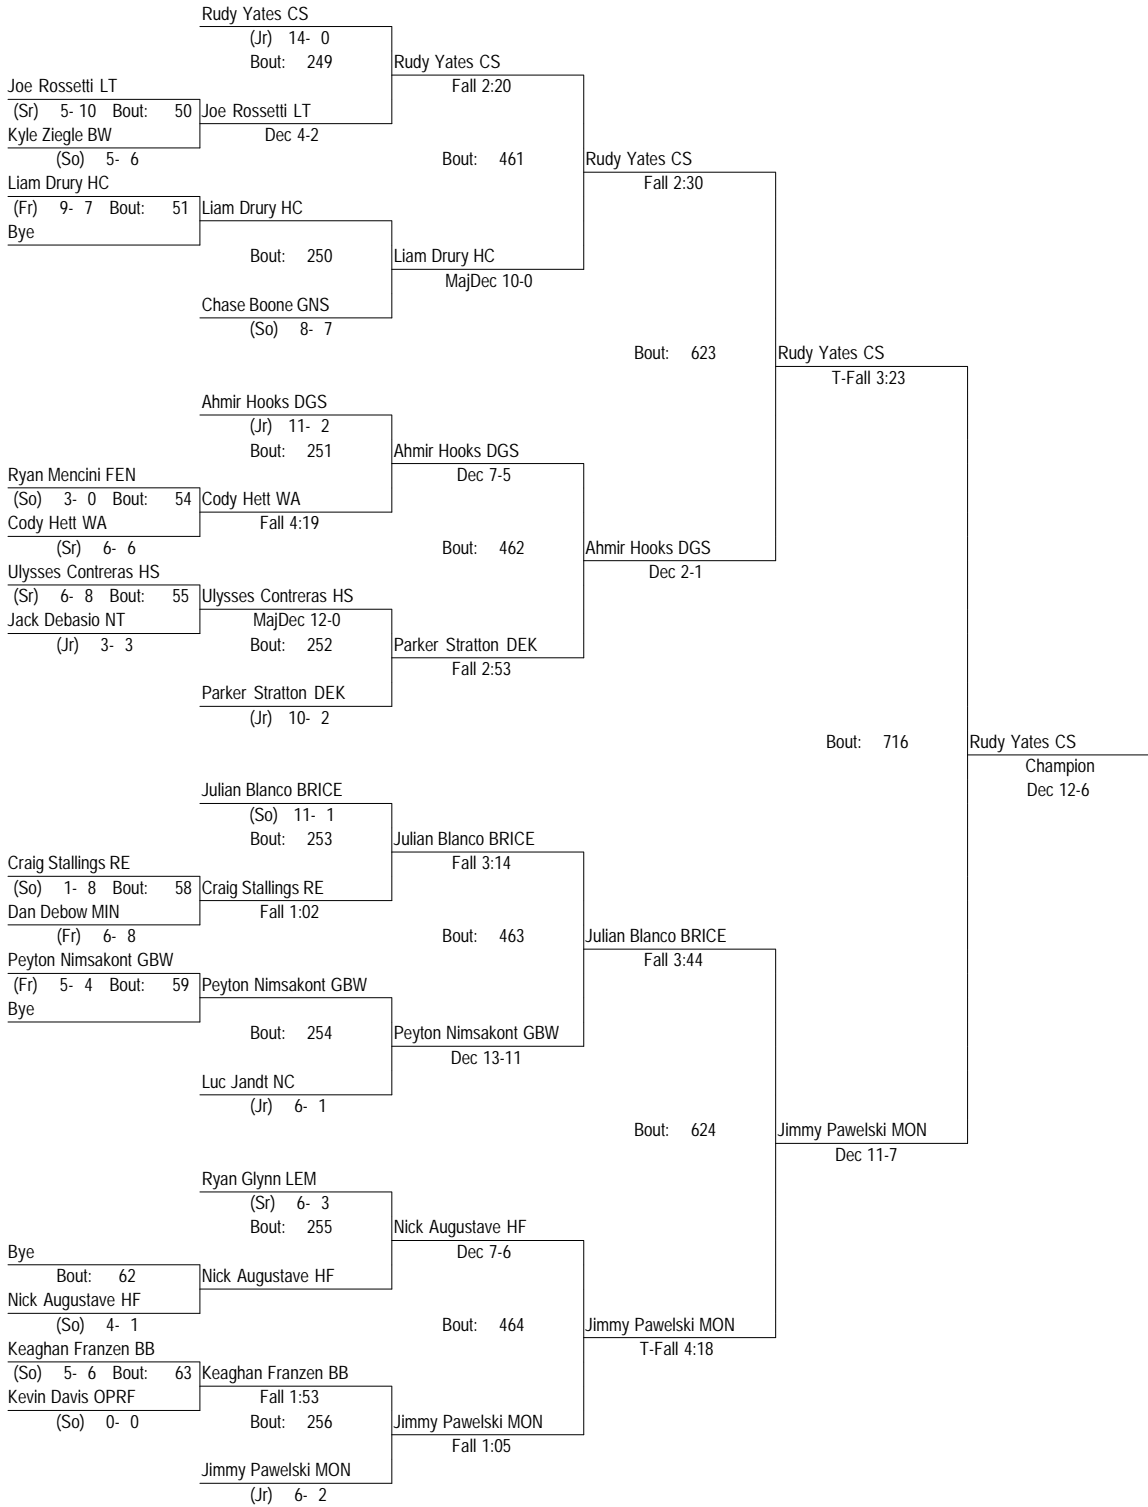 Rudy Yates CS
(Jr) 14- 0
Bout: 249
Rudy Yates CS
Fall 2:20
Joe Rossetti LT
(Sr) 5- 10 Bout: 50
Joe Rossetti LT
Dec 4-2
Kyle Ziegle BW
(So) 5- 6
Bout: 461
Rudy Yates CS
Fall 2:30
Liam Drury HC
(Fr) 9- 7 Bout: 51
Liam Drury HC
Bye
Bout: 250
Liam Drury HC
MajDec 10-0
Chase Boone GNS
(So) 8- 7
Bout: 623
Rudy Yates CS
T-Fall 3:23
Ahmir Hooks DGS
(Jr) 11- 2
Bout: 251
Ahmir Hooks DGS
Dec 7-5
Ryan Mencini FEN
(So) 3- 0 Bout: 54
Cody Hett WA
Fall 4:19
Cody Hett WA
(Sr) 6- 6
Bout: 462
Ahmir Hooks DGS
Dec 2-1
Ulysses Contreras HS
(Sr) 6- 8 Bout: 55
Ulysses Contreras HS
MajDec 12-0
Jack Debasio NT
(Jr) 3- 3
Bout: 252
Parker Stratton DEK
Fall 2:53
Parker Stratton DEK
(Jr) 10- 2
Bout: 716
Rudy Yates CS
Champion
Dec 12-6
Julian Blanco BRICE
(So) 11- 1
Bout: 253
Julian Blanco BRICE
Fall 3:14
Craig Stallings RE
(So) 1- 8 Bout: 58
Craig Stallings RE
Fall 1:02
Dan Debow MIN
(Fr) 6- 8
Bout: 463
Julian Blanco BRICE
Fall 3:44
Peyton Nimsakont GBW
(Fr) 5- 4 Bout: 59
Peyton Nimsakont GBW
Bye
Bout: 254
Peyton Nimsakont GBW
Dec 13-11
Luc Jandt NC
(Jr) 6- 1
Bout: 624
Jimmy Pawelski MON
Dec 11-7
Ryan Glynn LEM
(Sr) 6- 3
Bout: 255
Nick Augustave HF
Dec 7-6
Bye
Bout: 62
Nick Augustave HF
Nick Augustave HF
(So) 4- 1
Bout: 464
Jimmy Pawelski MON
T-Fall 4:18
Keaghan Franzen BB
(So) 5- 6 Bout: 63
Keaghan Franzen BB
Fall 1:53
Kevin Davis OPRF
(So) 0- 0
Bout: 256
Jimmy Pawelski MON
Fall 1:05
Jimmy Pawelski MON
(Jr) 6- 2